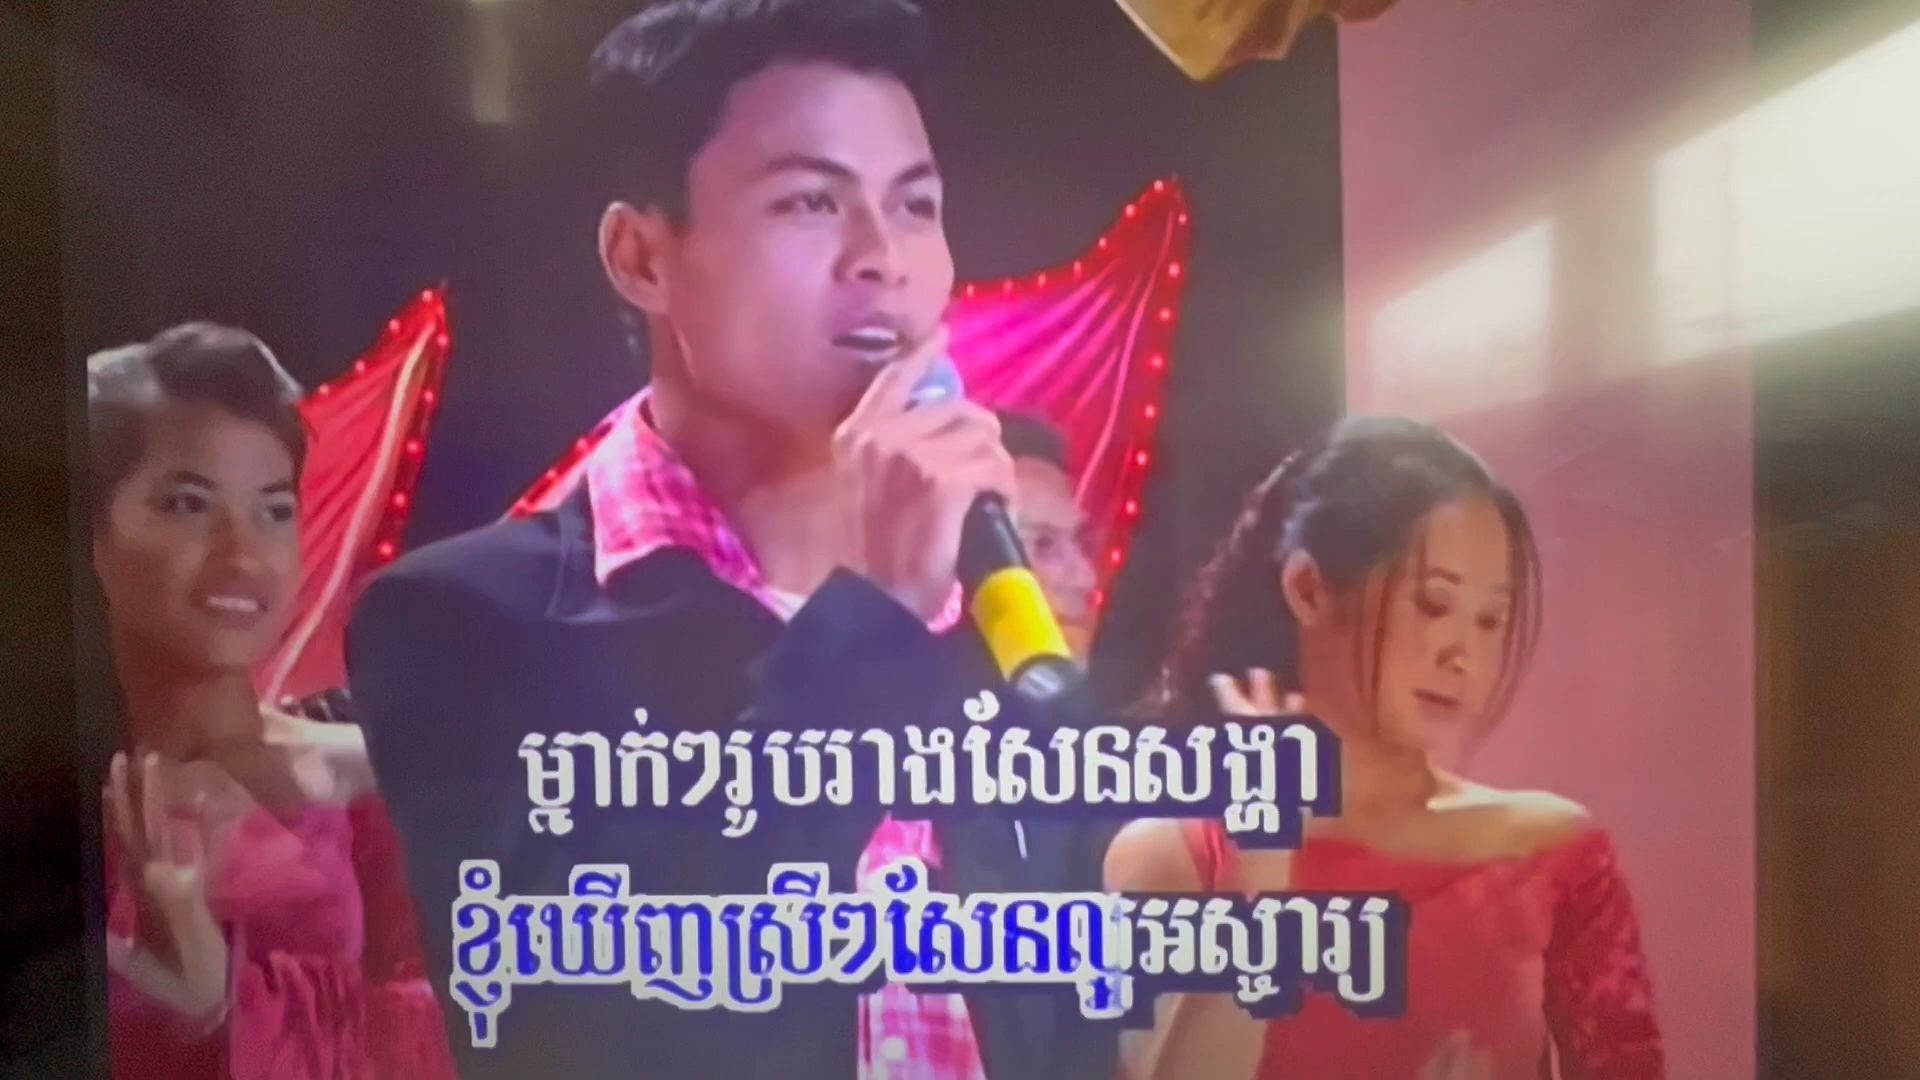 ម្នាក់ៗរូបរាងសែនសង្ហា
ខ្ញុំឃើញស្រីៗសែនល្អអស្ចារ្យ